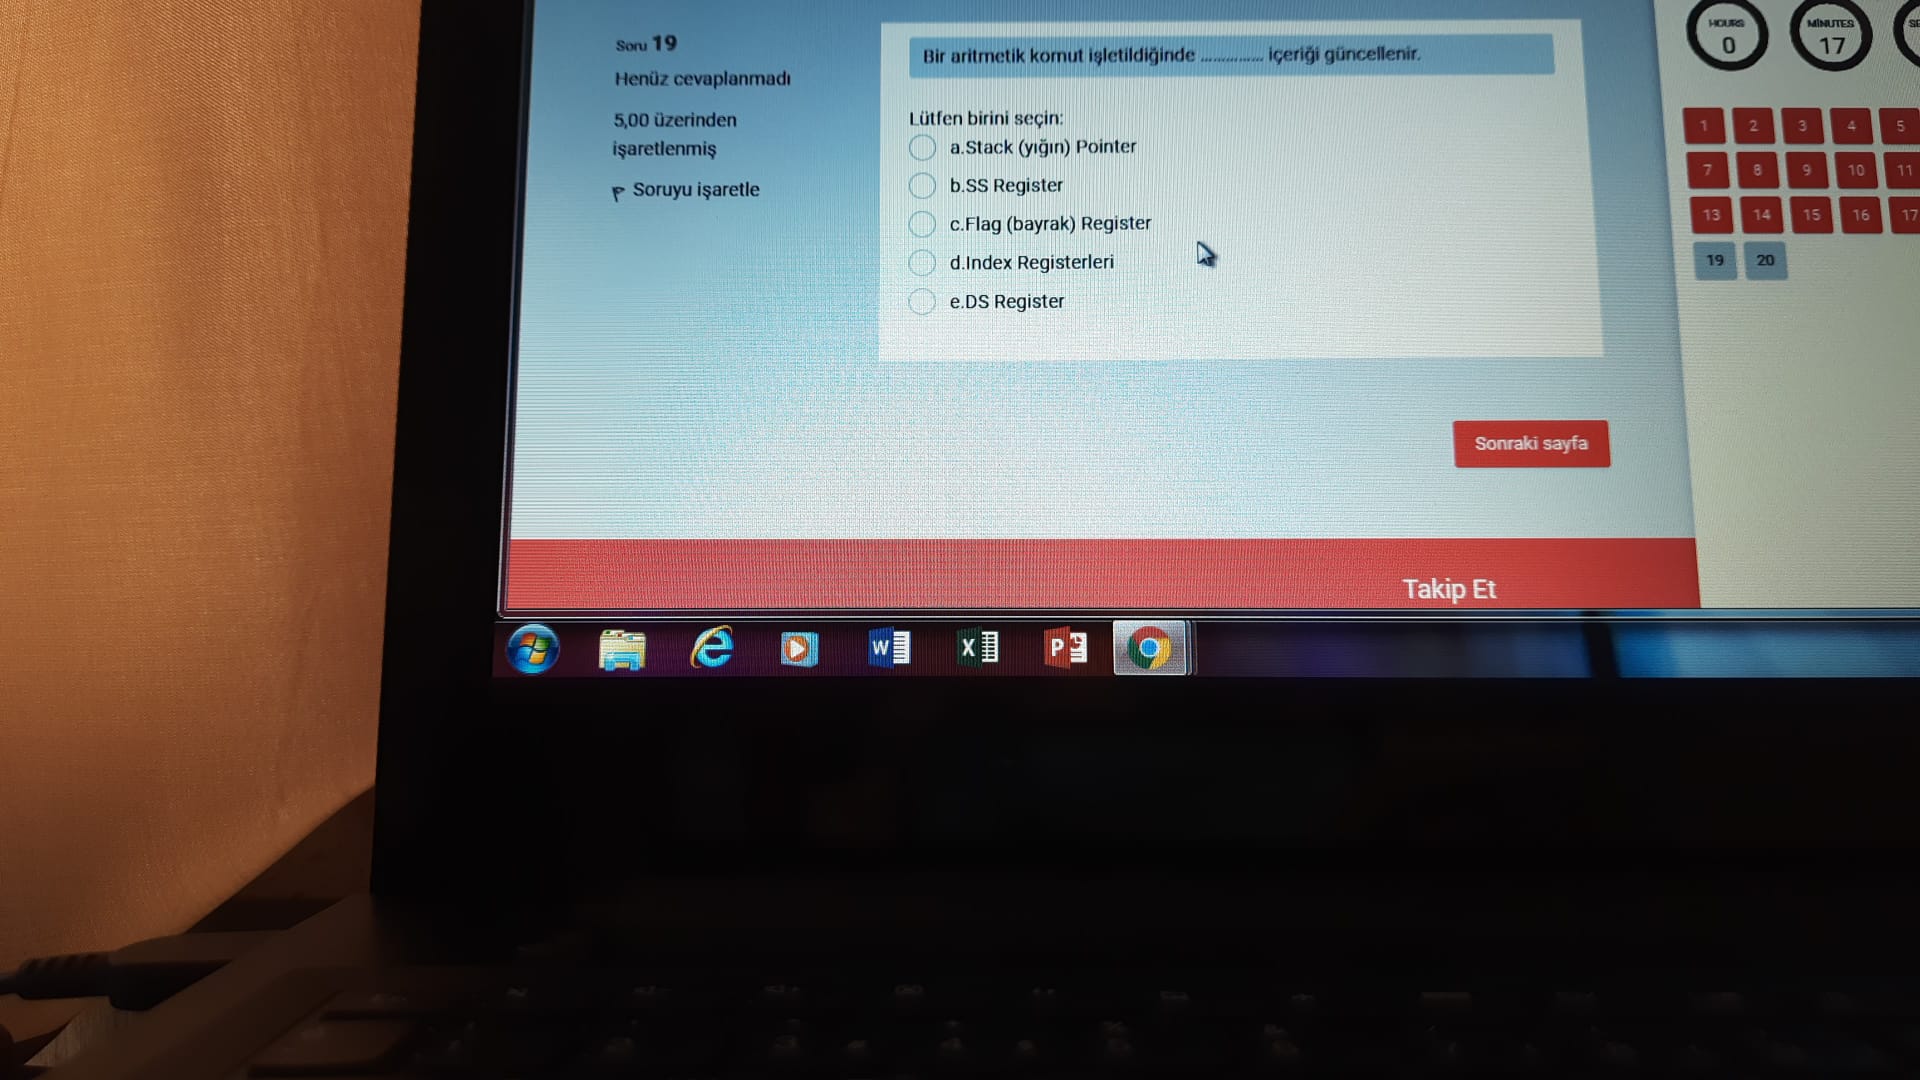 Soru 19
Henüz cevaplanmadı
5,00 üzerinden
işaretlenmiş
Soruyu işaretle
Bir aritmetik komut işletildiğinde .............. içeriği güncellenir.
Lütfen birini seçin:
a.Stack (yığın) Pointer
b.SS Register
c.Flag (bayrak) Register
d.Index Registerleri
e.DS Register
Sonraki sayfa
Takip Et
HOURS
0
MİNUTES
17
1 2 3 4 5
7 8 9 10 11
13 14 15 16 17
19 20